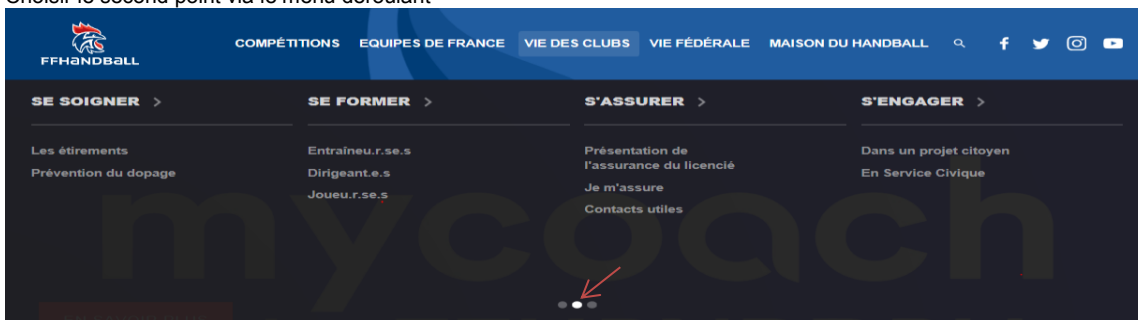 Choisir le second point via le menu déroulant
FFHANDBALL
COMPÉTITIONS EQUIPES DE FRANCE VIE DES CLUBS VIE FÉDÉRALE MAISON DU HANDBALL
SE SOIGNER > SE FORMER > S'ASSURER > S'ENGAGER >
Les étirements
Prévention du dopage
Entraîneu.r.se.s
Dirigeant.e.s
Joueu.r.se.s
Présentation de
l'assurance du licencié
Je m'assure
Contacts utiles
Dans un projet citoyen
En Service Civique
mycoach